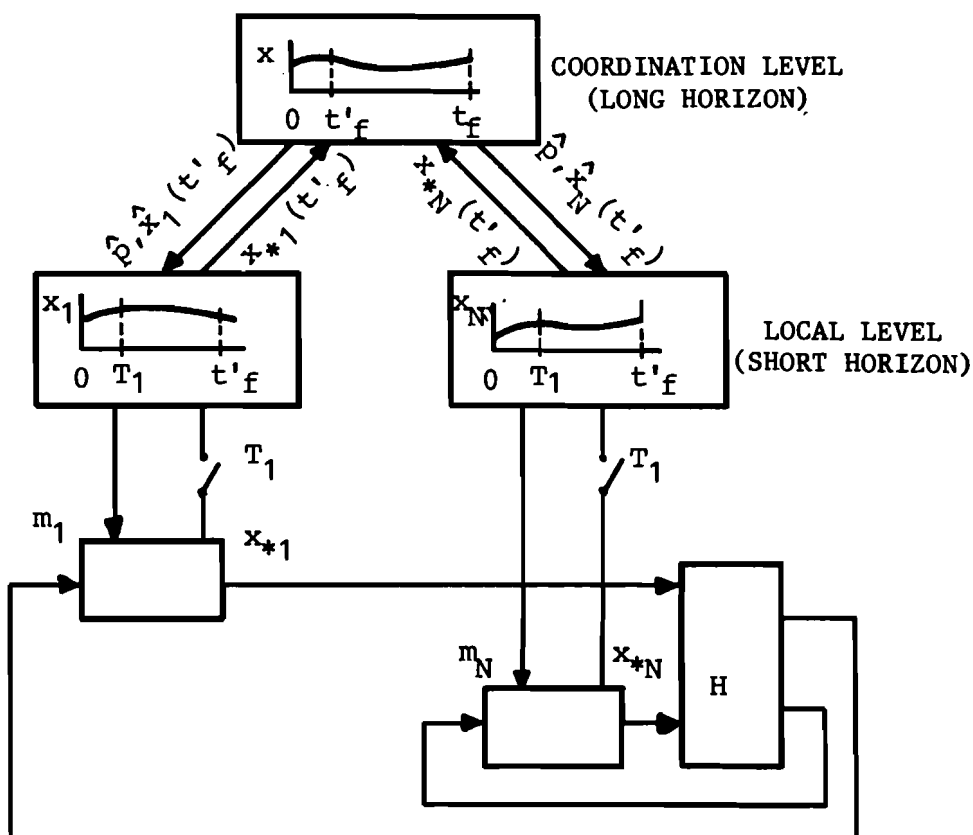 x
0 t'f tf
COORDINATION LEVEL
(LONG HORIZON)
p̂,x̂1(t'f)
x*1(t'f)
x*N(t'f)
p̂,x̂N(t'f)
x1
0 T1 t'f
xN
0 T1 t'f
LOCAL LEVEL
(SHORT HORIZON)
T1
T1
m1
x*1
mN
x*N
H